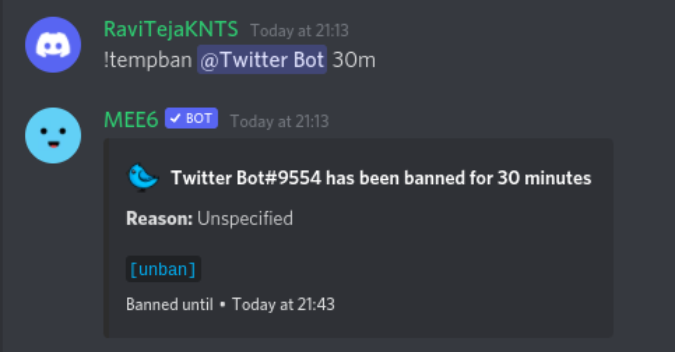 RaviTejaKNTS Today at 21:13
!tempban @Twitter Bot 30m
MEE6 ✓ BOT Today at 21:13
Twitter Bot#9554 has been banned for 30 minutes
Reason: Unspecified
[unban]
Banned until • Today at 21:43